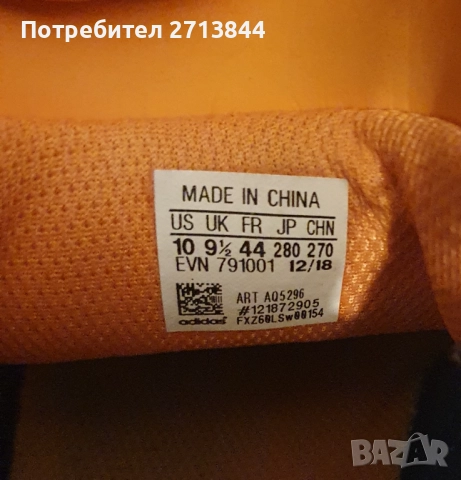 Потребител 2713844
MADE IN CHINA
US UK FR JP CHN
10 9½ 44 280 270
EVN 791001 12/18
ART AQ5296
#121872905
adidas FXZ60LSw00154
BAZAR